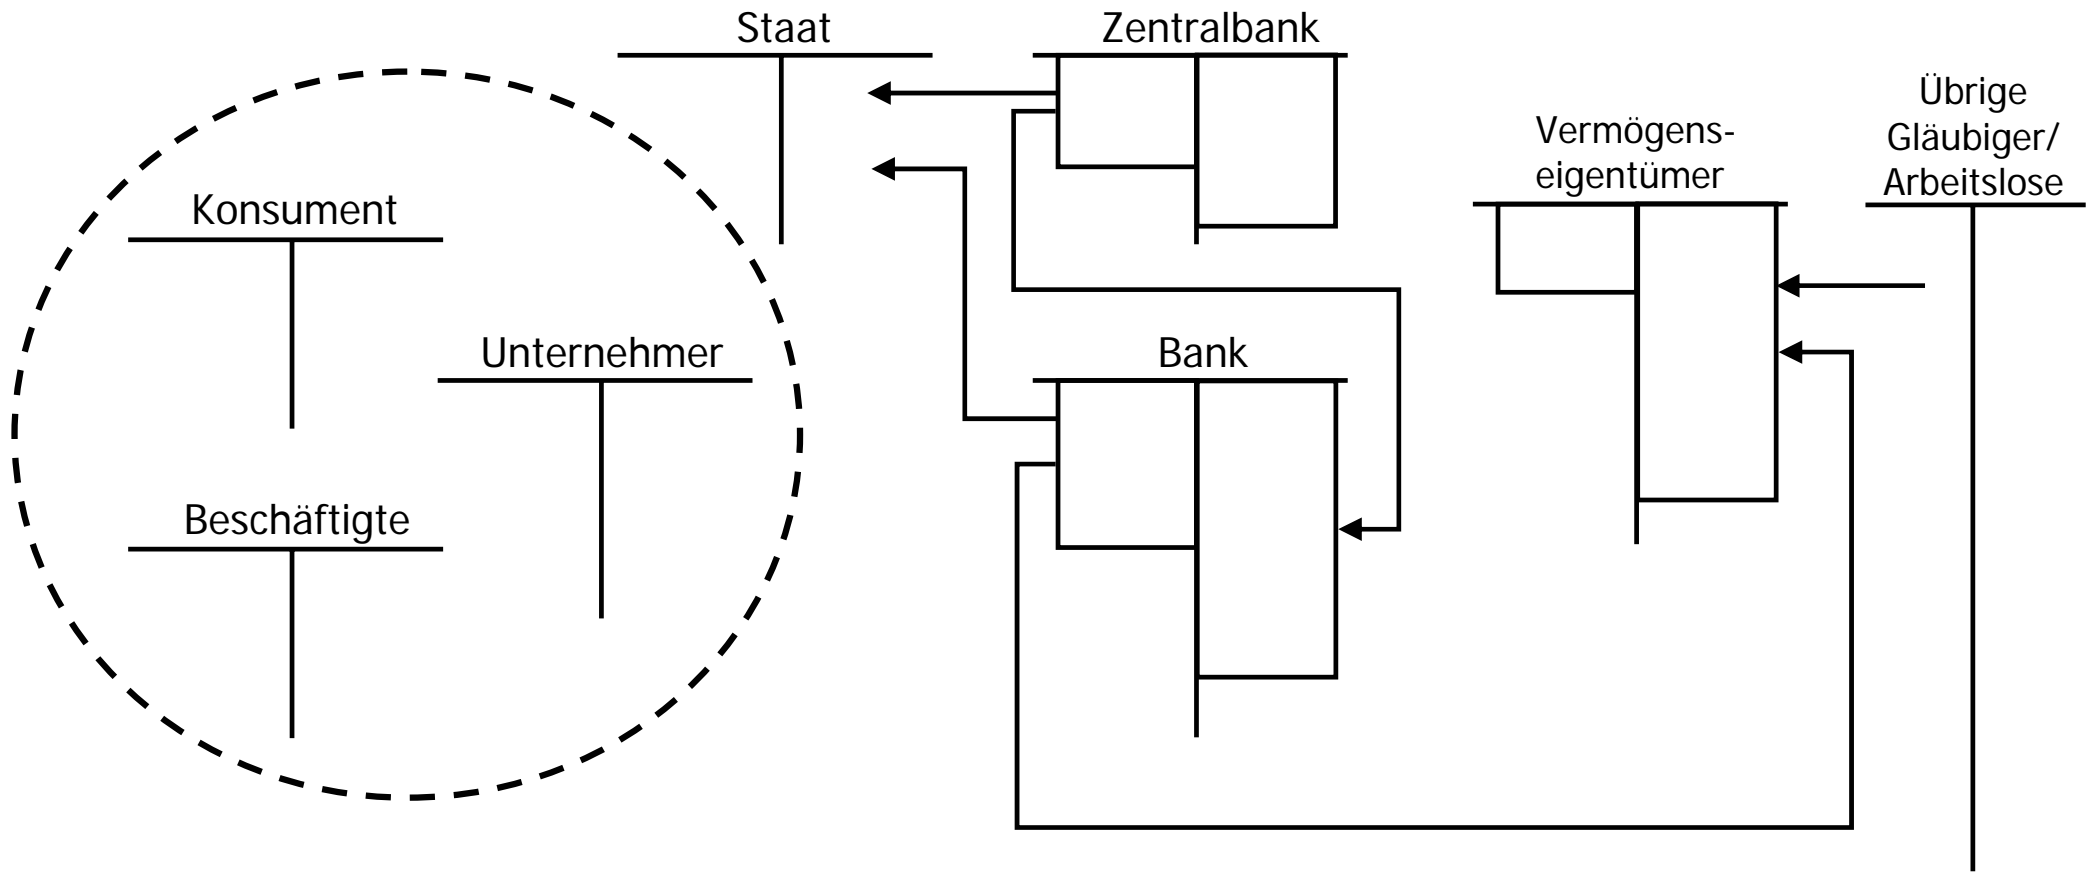 Staat
Zentralbank
Übrige
Gläubiger/
Arbeitslose
Vermögens-
eigentümer
Konsument
Unternehmer
Bank
Beschäftigte